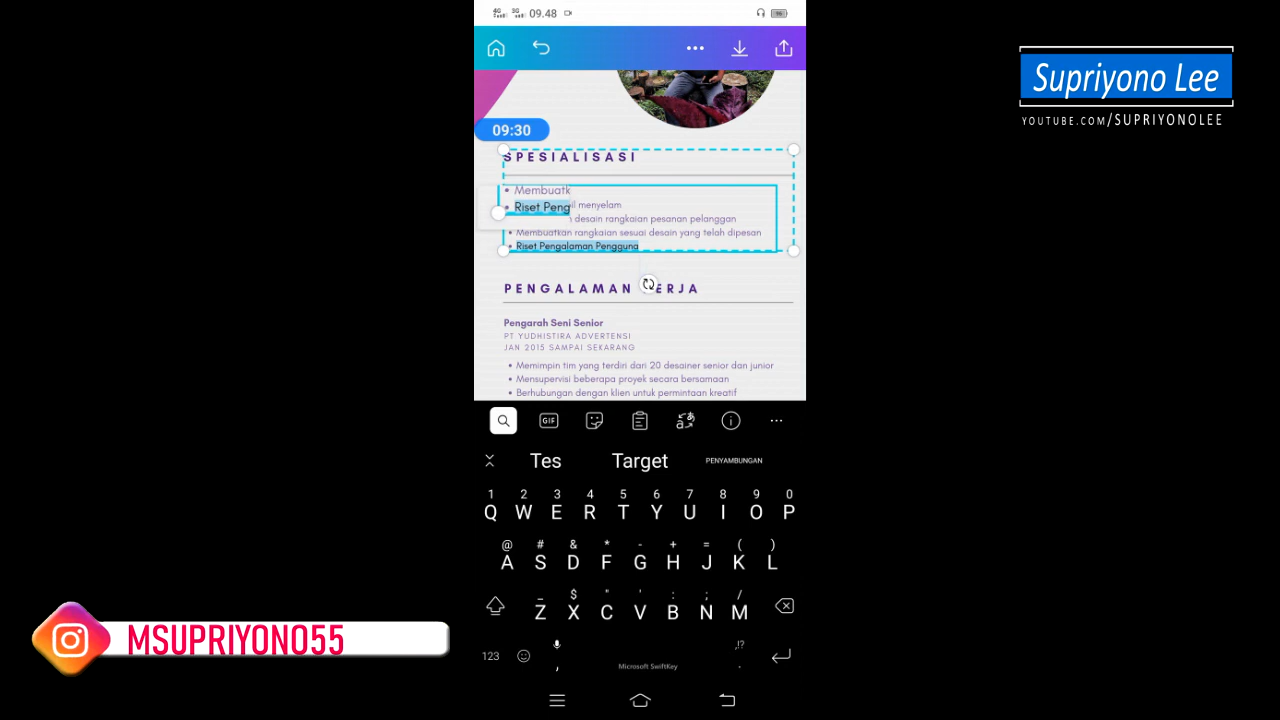 4G 3G 09.48
09:30
SPESIALISASI
Membuatk
Riset Peng
il menyelam
desain rangkaian pesanan pelanggan
Membuatkan rangkaian sesuai desain yang telah dipesan
Riset Pengalaman Pengguna
PENGALAMAN ERJA
Pengarah Seni Senior
PT YUDHISTIRA ADVERTENSI
JAN 2015 SAMPAI SEKARANG
Memimpin tim yang terdiri dari 20 desainer senior dan junior
Mensupervisi beberapa proyek secara bersamaan
Berhubungan dengan klien untuk permintaan kreatif
GIF
Tes Target PENYAMBUNGAN
1 2 3 4 5 6 7 8 9 0
Q W E R T Y U I O P
@ # & * - + = ( )
A S D F G H J K L
_ $ " ' : ; /
Z X C V B N M
123 , Microsoft SwiftKey ,!? .
Supriyono Lee
YOUTUBE.COM/SUPRIYONOLEE
MSUPRIYONO55